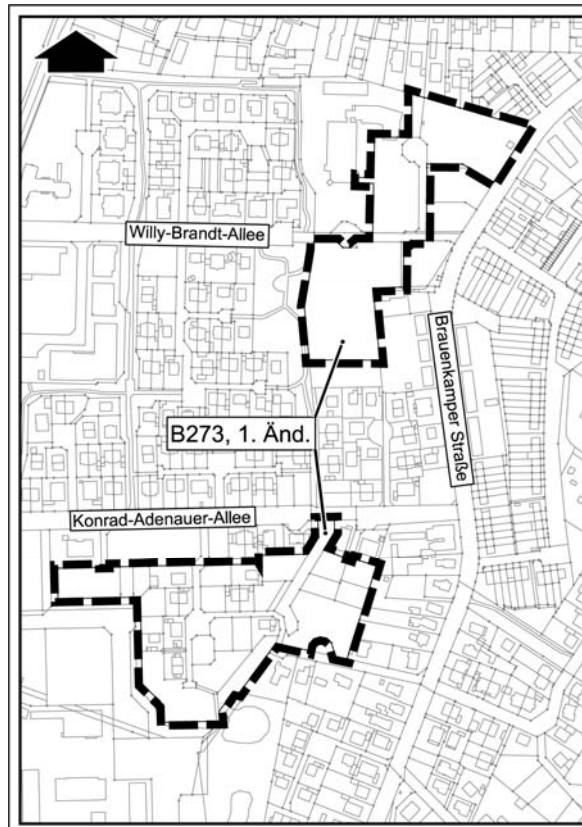 Willy-Brandt-Allee
Brauenkamper Straße
B273, 1. Änd.
Konrad-Adenauer-Allee